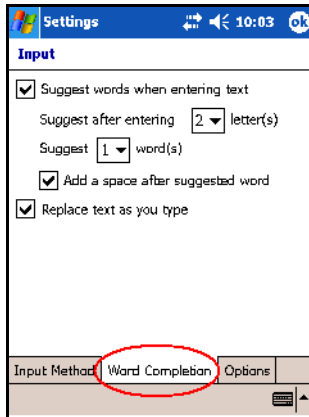 Settings 10:03 ok
Input
Suggest words when entering text
Suggest after entering 2 letter(s)
Suggest 1 word(s)
Add a space after suggested word
Replace text as you type
Input Method Word Completion Options